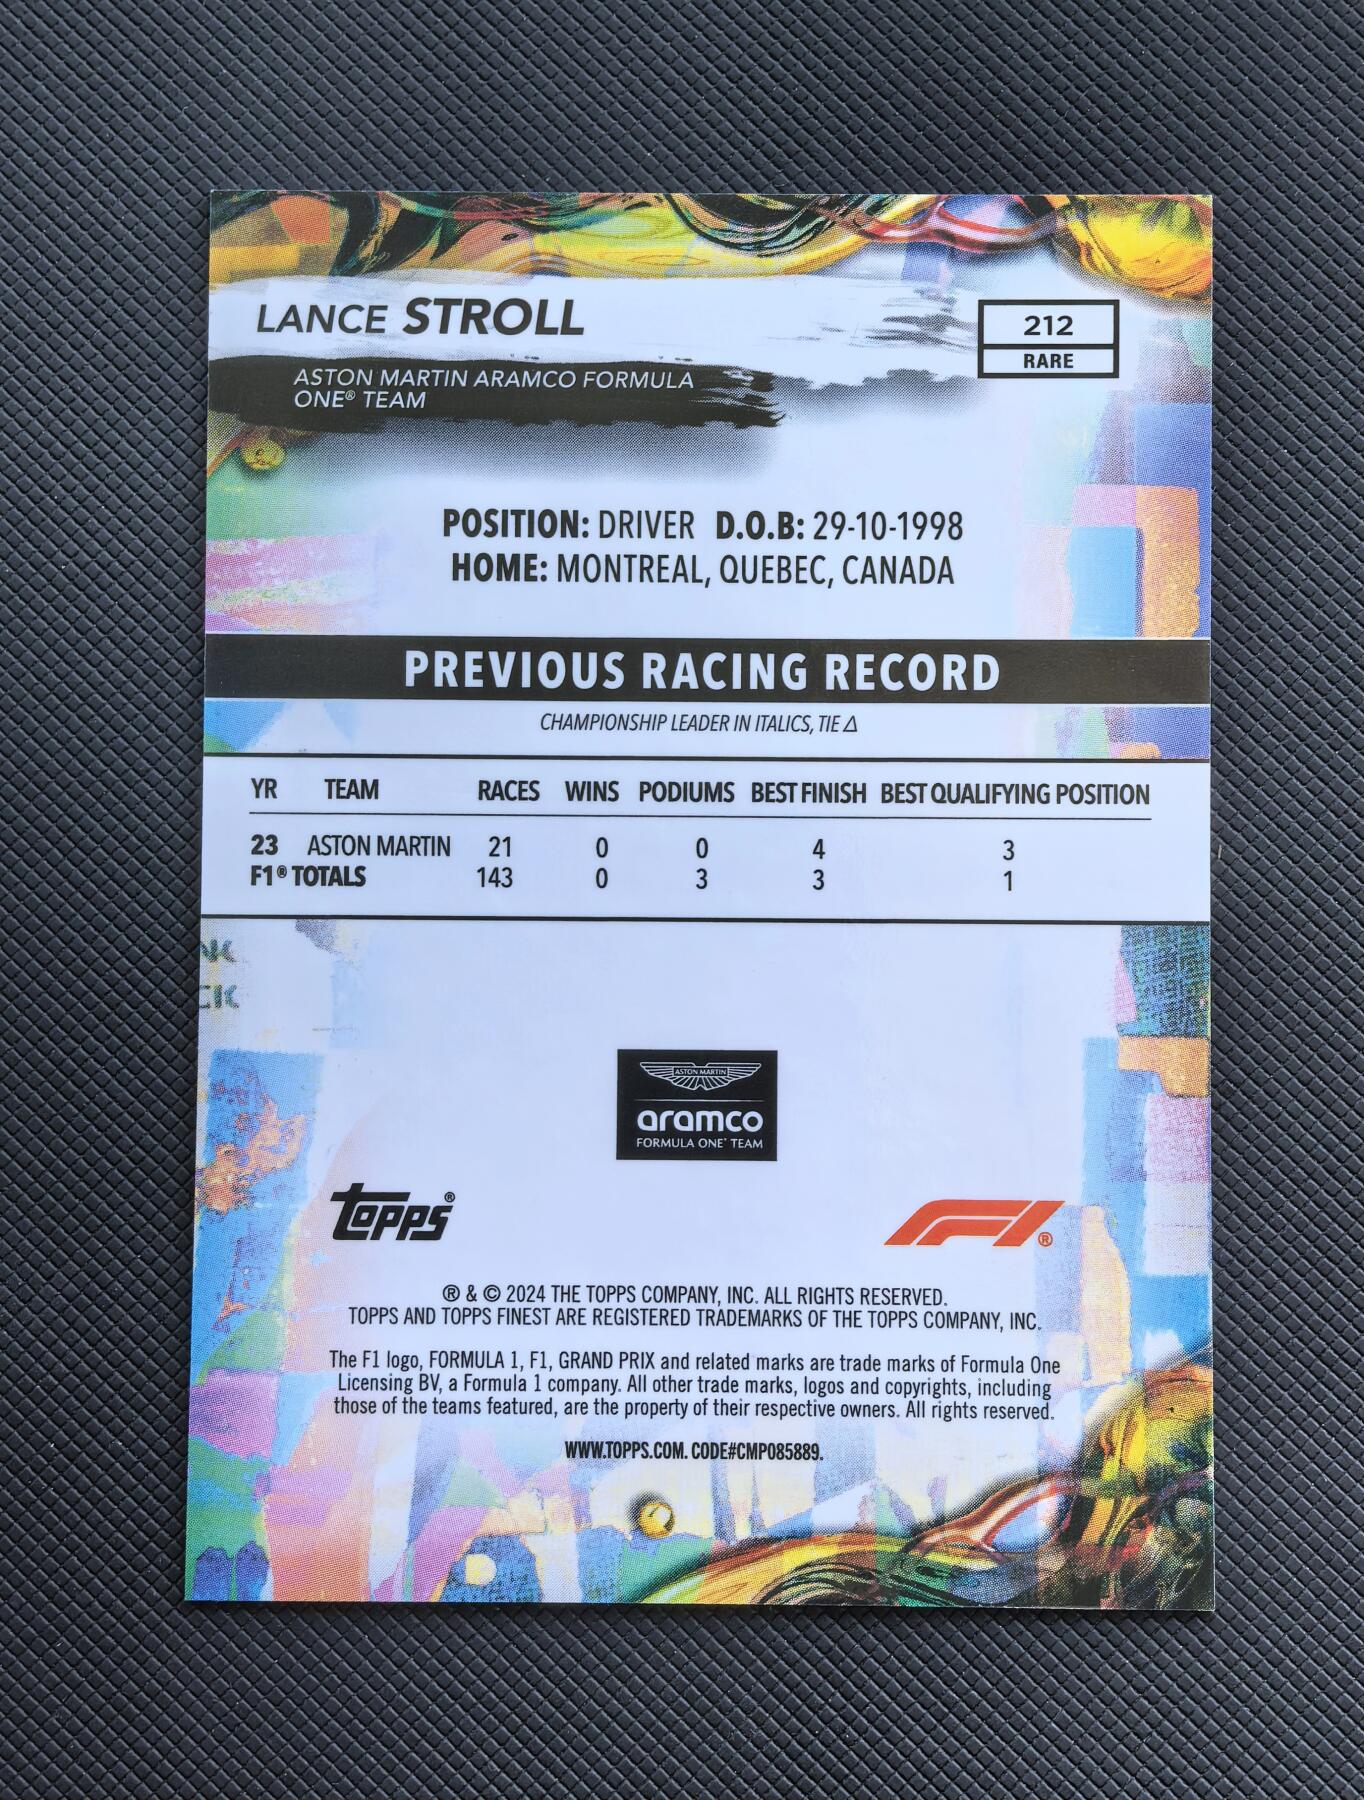 LANCE STROLL
212
RARE
ASTON MARTIN ARAMCO FORMULA
ONE® TEAM
POSITION: DRIVER D.O.B: 29-10-1998
HOME: MONTREAL, QUEBEC, CANADA
PREVIOUS RACING RECORD
CHAMPIONSHIP LEADER IN ITALICS, TIE Δ
YR TEAM RACES WINS PODIUMS BEST FINISH BEST QUALIFYING POSITION
23 ASTON MARTIN 21 0 0 4 3
F1® TOTALS 143 0 3 3 1
ASTON MARTIN
aramco
FORMULA ONE® TEAM
topps®
F1®
® & © 2024 THE TOPPS COMPANY, INC. ALL RIGHTS RESERVED.
TOPPS AND TOPPS FINEST ARE REGISTERED TRADEMARKS OF THE TOPPS COMPANY, INC.
The F1 logo, FORMULA 1, F1, GRAND PRIX and related marks are trade marks of Formula One
Licensing BV, a Formula 1 company. All other trade marks, logos and copyrights, including
those of the teams featured, are the property of their respective owners. All rights reserved.
WWW.TOPPS.COM. CODE#CMP085889.